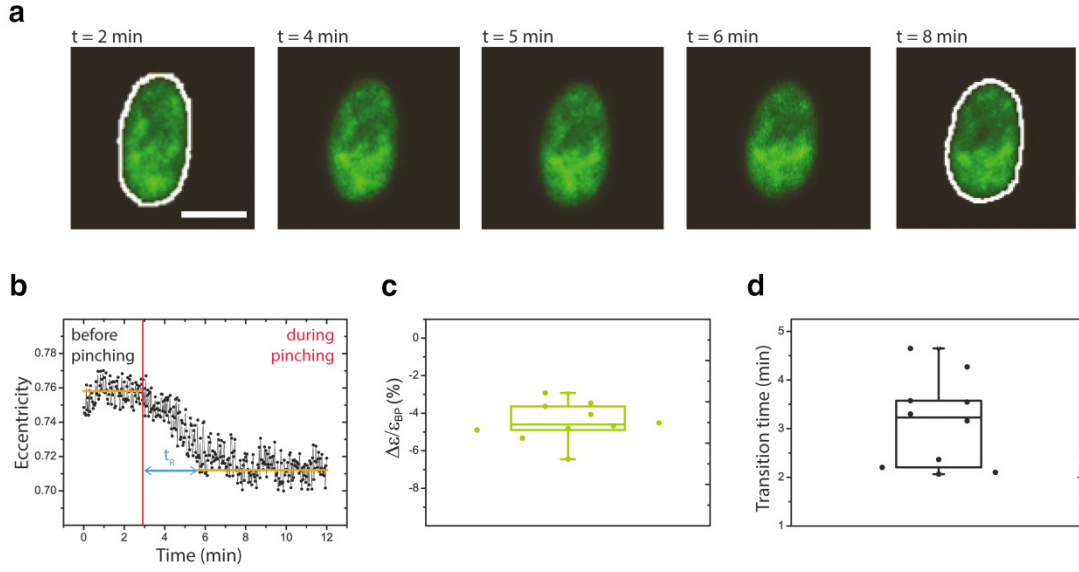 a
t = 2 min
t = 4 min
t = 5 min
t = 6 min
t = 8 min
b
before
pinching
during
pinching
0.78
0.76
0.74
0.72
0.70
Eccentricity
t_R
0 2 4 6 8 10 12
Time (min)
c
0
-2
-4
-6
-8
Δε/ε_BP (%)
d
5
4
3
2
1
Transition time (min)